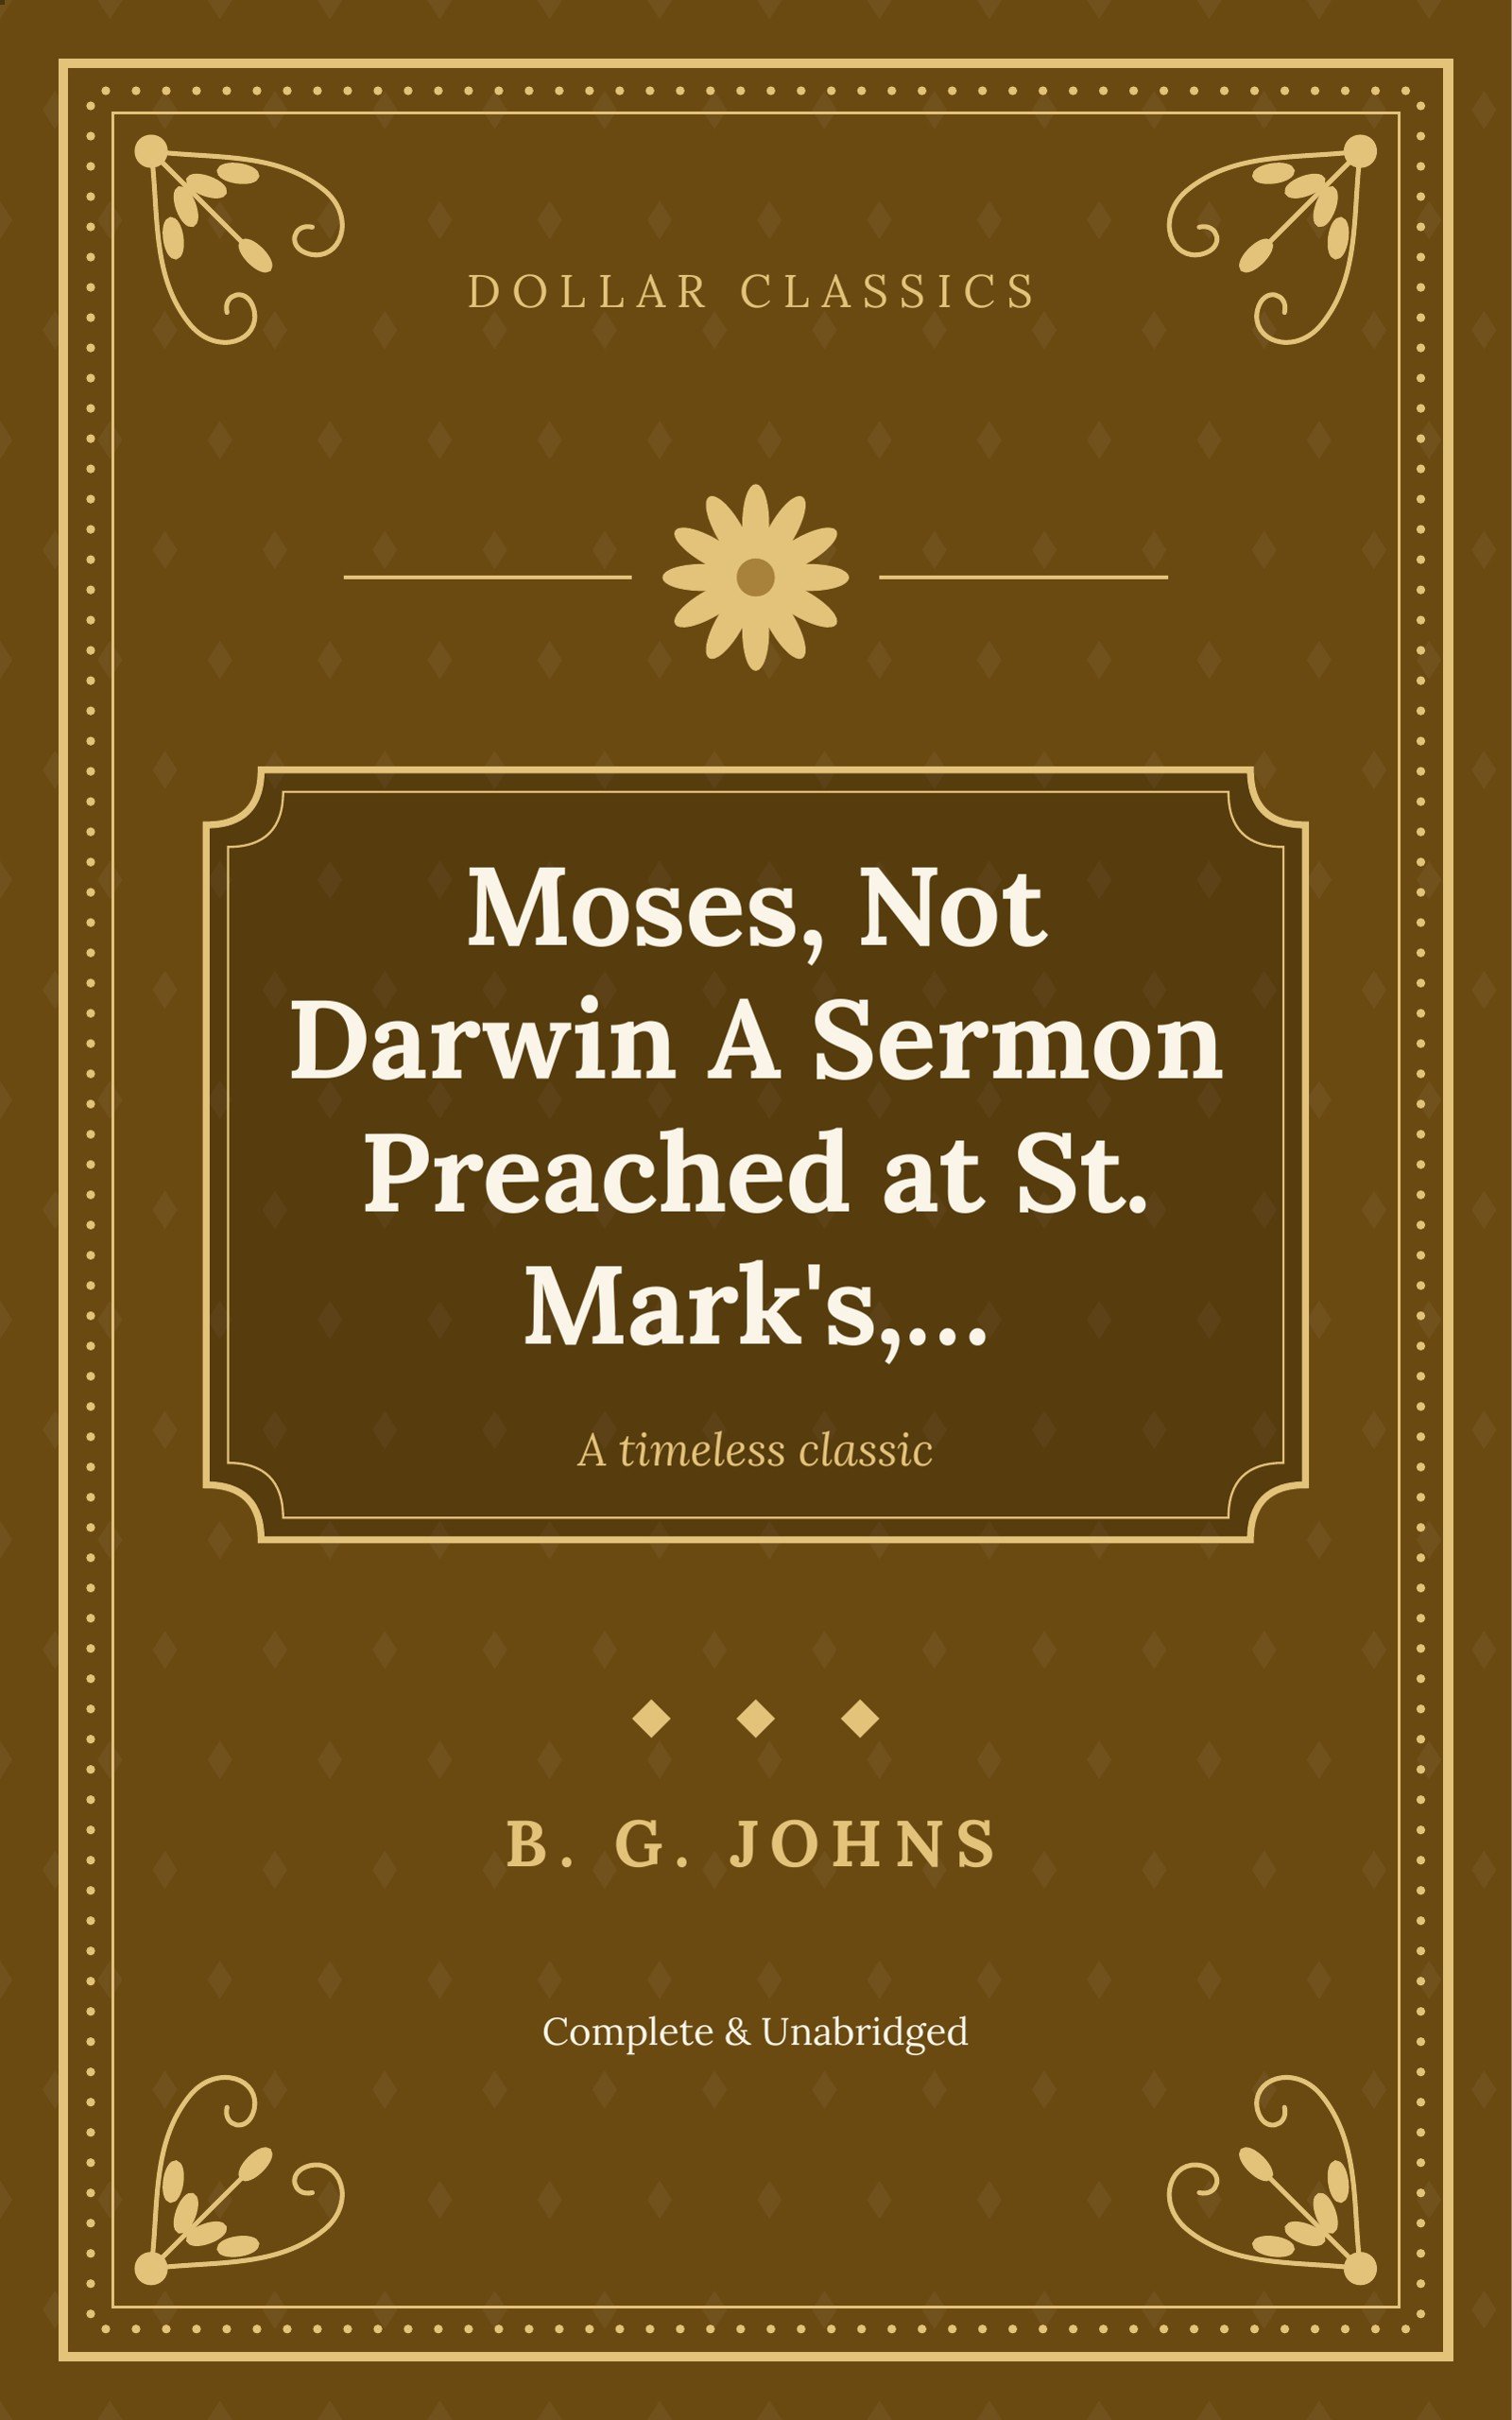 DOLLAR CLASSICS
Moses, Not
Darwin A Sermon
Preached at St.
Mark's,...
A timeless classic
B. G. JOHNS
Complete & Unabridged